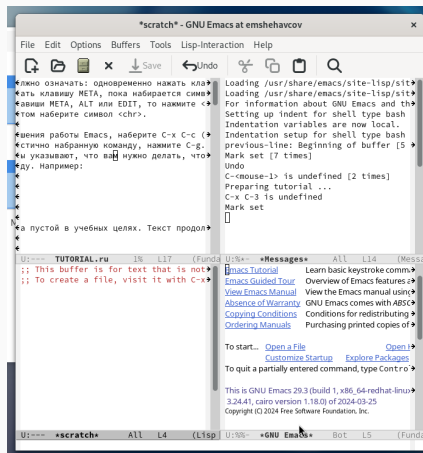 *scratch* - GNU Emacs at emshehavcov
File Edit Options Buffers Tools Lisp-Interaction Help
Save Undo
лжно означать: одновременно нажать кла
ать клавишу META, пока набирается симв
авиши META, ALT или EDIT, то нажмите <
том наберите символ <chr>.
шения работы Emacs, наберите C-x C-c (
стично набранную команду, нажмите C-g.
ы указывают, что вам нужно делать, что
ду. Например:
а пустой в учебных целях. Текст продол
U:--- TUTORIAL.ru 1% L17 (Funda
Loading /usr/share/emacs/site-lisp/sit
Loading /usr/share/emacs/site-lisp/sit
For information about GNU Emacs and th
Setting up indent for shell type bash
Indentation variables are now local.
Indentation setup for shell type bash
previous-line: Beginning of buffer [5
Mark set [7 times]
Undo
C-<mouse-1> is undefined [2 times]
Preparing tutorial ...
C-x C-3 is undefined
Mark set
U:%*- *Messages* All L14 (Messa
;; This buffer is for text that is not
;; To create a file, visit it with C-x
U:--- *scratch* All L4 (Lisp
Emacs Tutorial Learn basic keystroke comma
Emacs Guided Tour Overview of Emacs features a
View Emacs Manual View the Emacs manual using
Absence of Warranty GNU Emacs comes with ABSO
Copying Conditions Conditions for redistributing
Ordering Manuals Purchasing printed copies of
To start... Open a File Open H
Customize Startup Explore Packages
To quit a partially entered command, type Control
This is GNU Emacs 29.3 (build 1, x86_64-redhat-linux
3.24.41, cairo version 1.18.0) of 2024-03-25
Copyright (C) 2024 Free Software Foundation, Inc.
U:%%- *GNU Emacs* Bot L5 (Funda